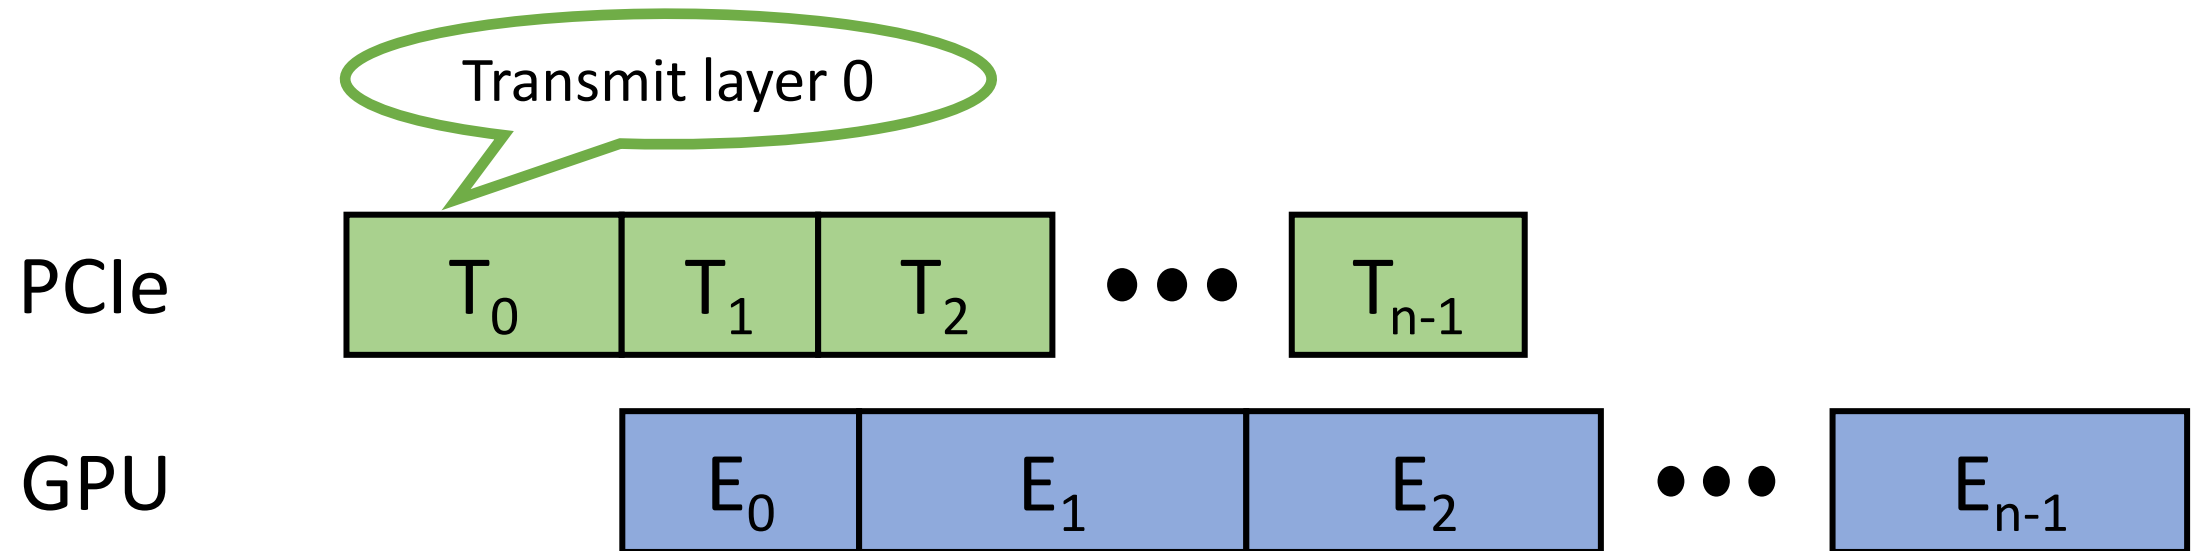 Transmit layer 0
PCIe T₀ T₁ T₂ ••• Tₙ₋₁
GPU E₀ E₁ E₂ ••• Eₙ₋₁